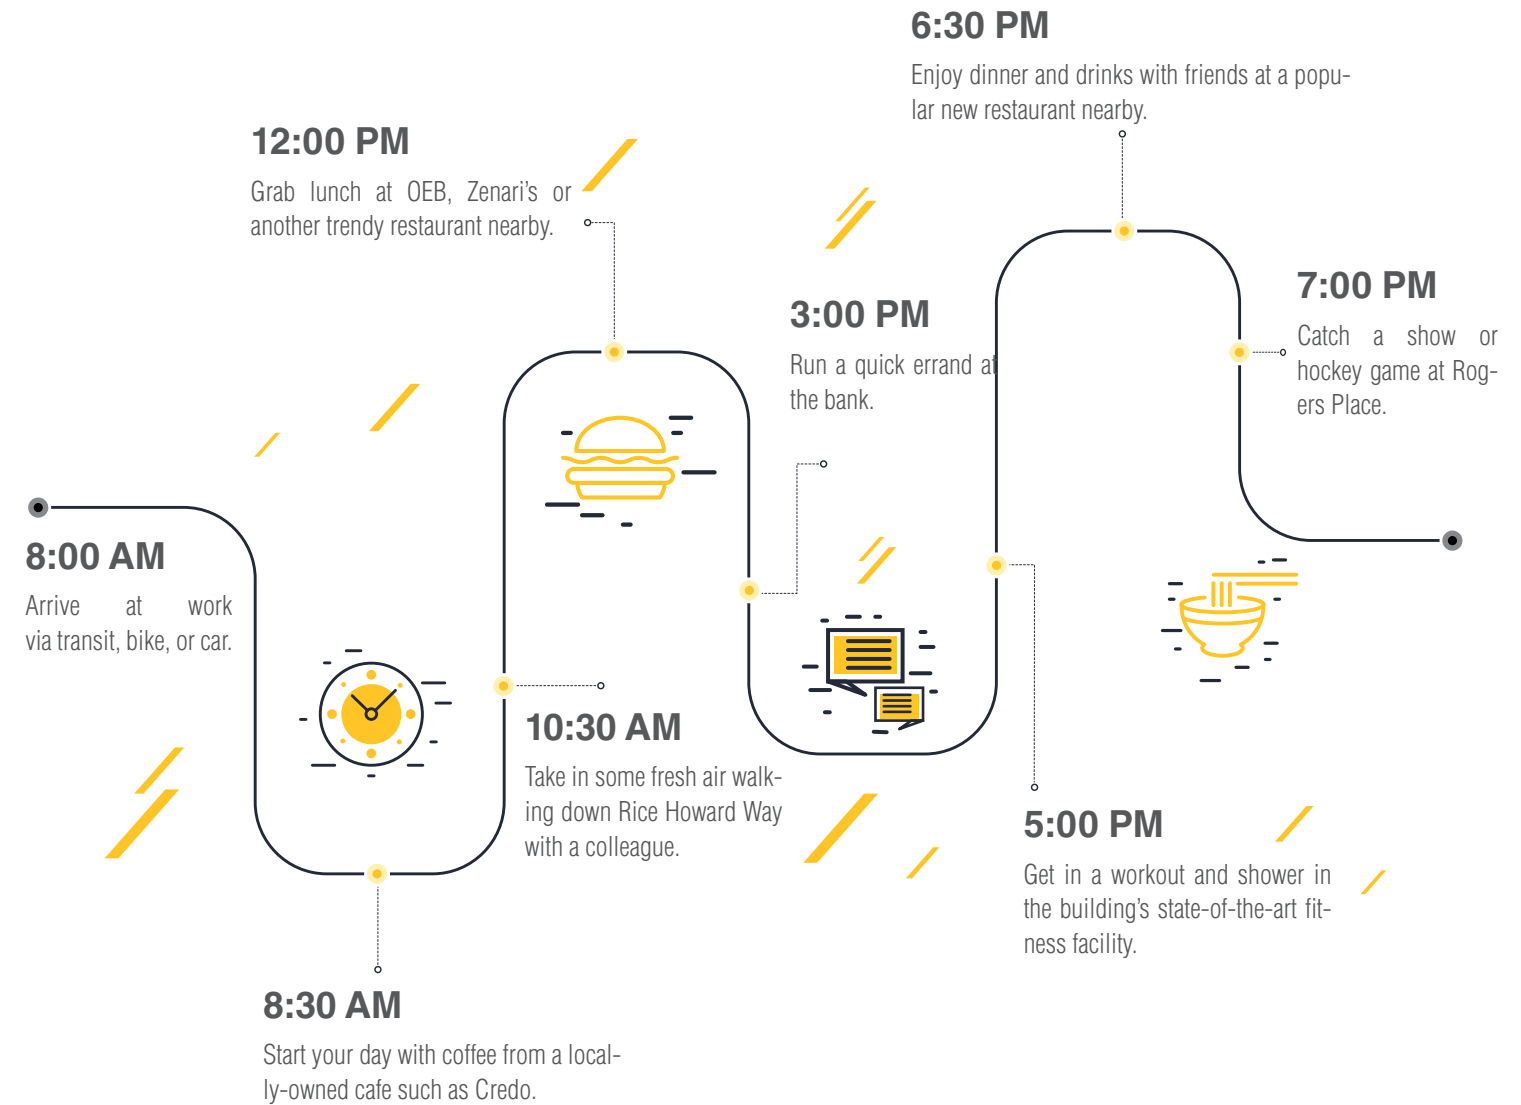 8:00 AM
Arrive at work
via transit, bike, or car.
8:30 AM
Start your day with coffee from a local-
ly-owned cafe such as Credo.
10:30 AM
Take in some fresh air walk-
ing down Rice Howard Way
with a colleague.
12:00 PM
Grab lunch at OEB, Zenari’s or
another trendy restaurant nearby.
3:00 PM
Run a quick errand at
the bank.
5:00 PM
Get in a workout and shower in
the building’s state-of-the-art fit-
ness facility.
6:30 PM
Enjoy dinner and drinks with friends at a popu-
lar new restaurant nearby.
7:00 PM
Catch a show or
hockey game at Rog-
ers Place.